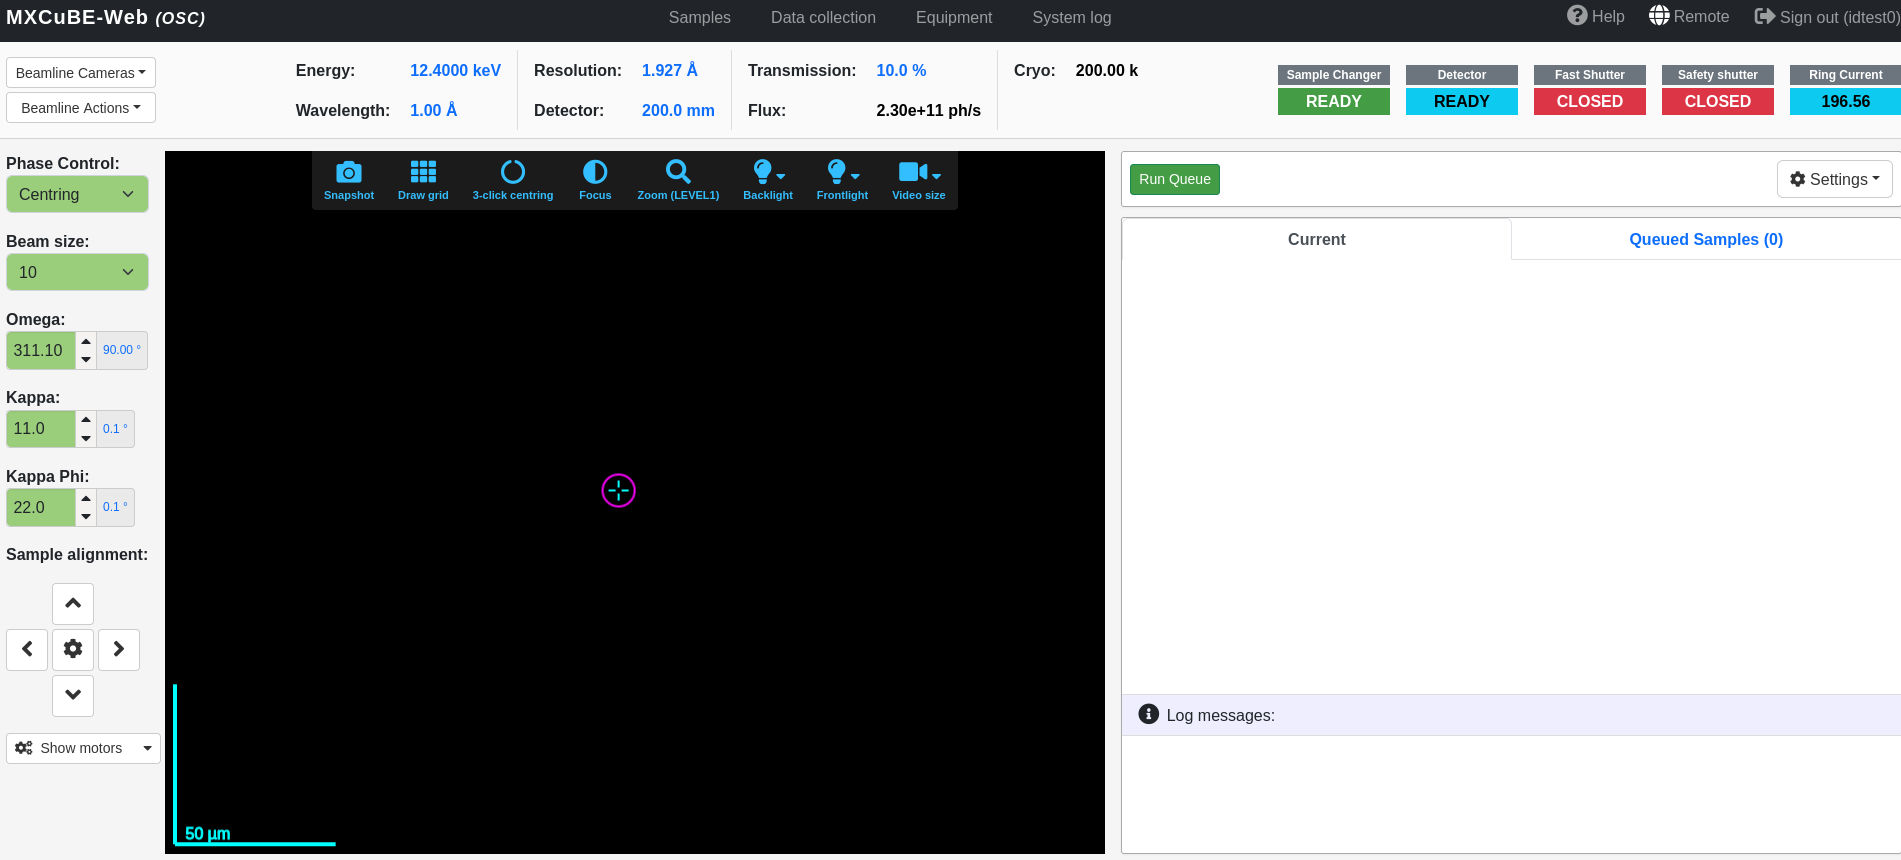 MXCuBE-Web (OSC)
Samples
Data collection
Equipment
System log
Help
Remote
Sign out (idtest0)
Beamline Cameras
Beamline Actions
Energy: 12.4000 keV
Wavelength: 1.00 Å
Resolution: 1.927 Å
Detector: 200.0 mm
Transmission: 10.0 %
Flux: 2.30e+11 ph/s
Cryo: 200.00 k
Sample Changer
READY
Detector
READY
Fast Shutter
CLOSED
Safety shutter
CLOSED
Ring Current
196.56
Phase Control:
Centring
Beam size:
10
Omega:
311.10 90.00 °
Kappa:
11.0 0.1 °
Kappa Phi:
22.0 0.1 °
Sample alignment:
Show motors
Snapshot
Draw grid
3-click centring
Focus
Zoom (LEVEL1)
Backlight
Frontlight
Video size
50 µm
Run Queue
Settings
Current
Queued Samples (0)
Log messages: